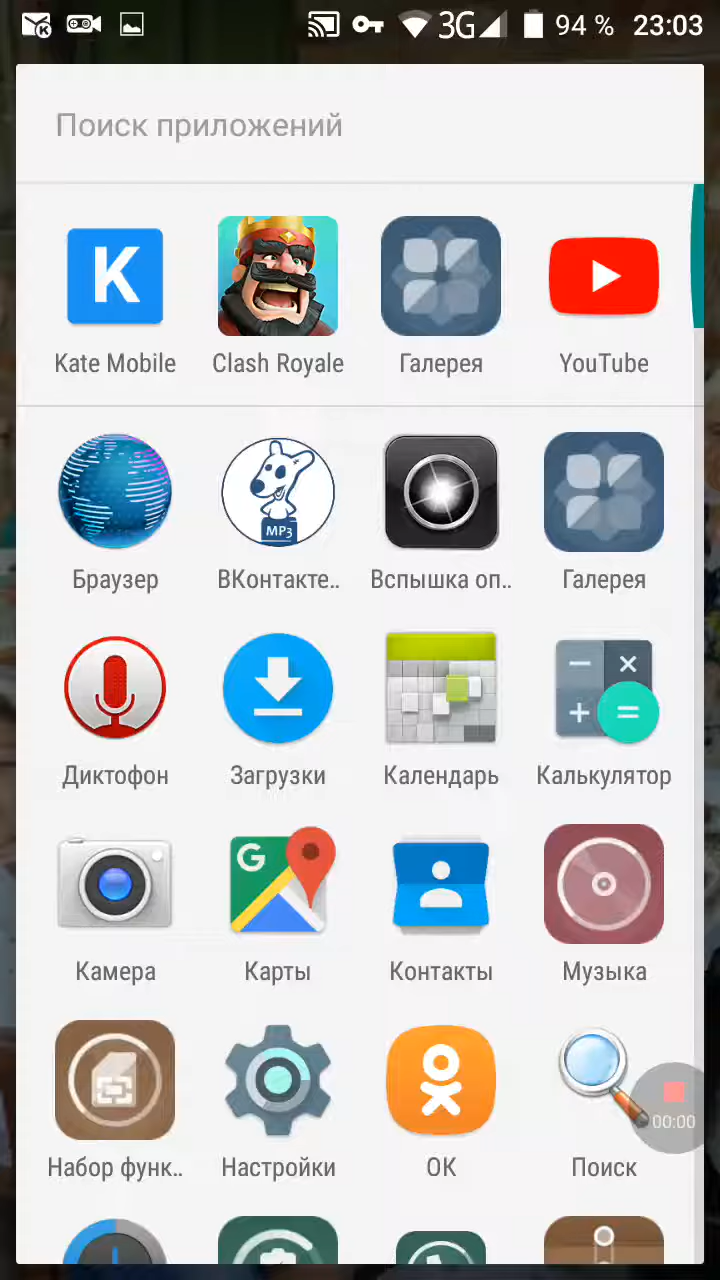 3G 94 % 23:03
Поиск приложений
K
Kate Mobile Clash Royale Галерея YouTube
MP3
Браузер ВКонтакте.. Вспышка оп.. Галерея
Диктофон Загрузки Календарь Калькулятор
G
Камера Карты Контакты Музыка
00:00
Набор функ.. Настройки ОК Поиск